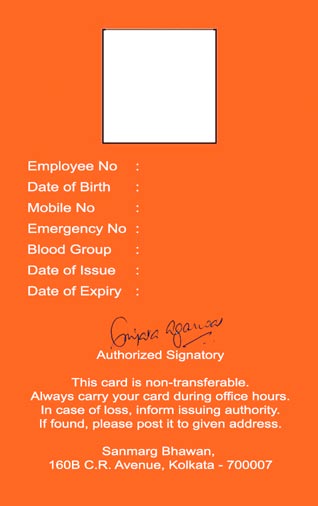 Employee No :
Date of Birth :
Mobile No :
Emergency No :
Blood Group :
Date of Issue :
Date of Expiry :
Authorized Signatory
This card is non-transferable.
Always carry your card during office hours.
In case of loss, inform issuing authority.
If found, please post it to given address.
Sanmarg Bhawan,
160B C.R. Avenue, Kolkata - 700007